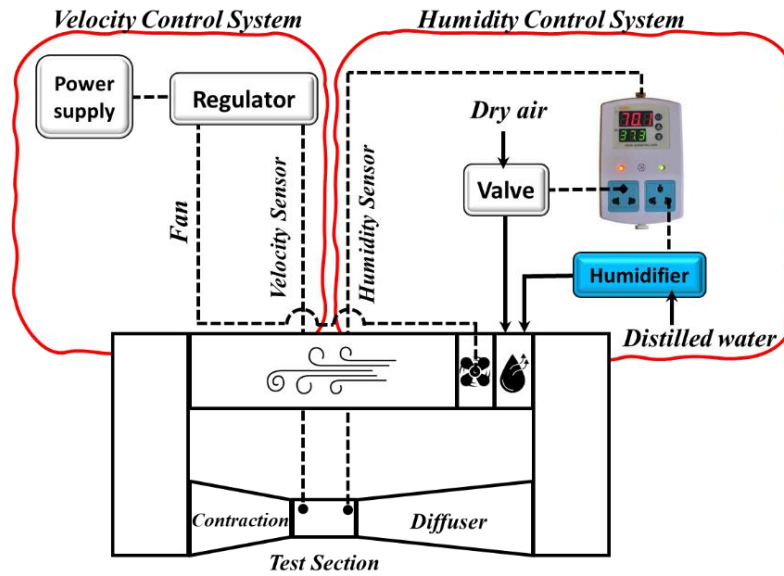 Velocity Control System
Humidity Control System
Power
supply
Regulator
Dry air
Valve
70.1
37.3
Fan
Velocity Sensor
Humidity Sensor
Humidifier
Distilled water
Contraction
Diffuser
Test Section